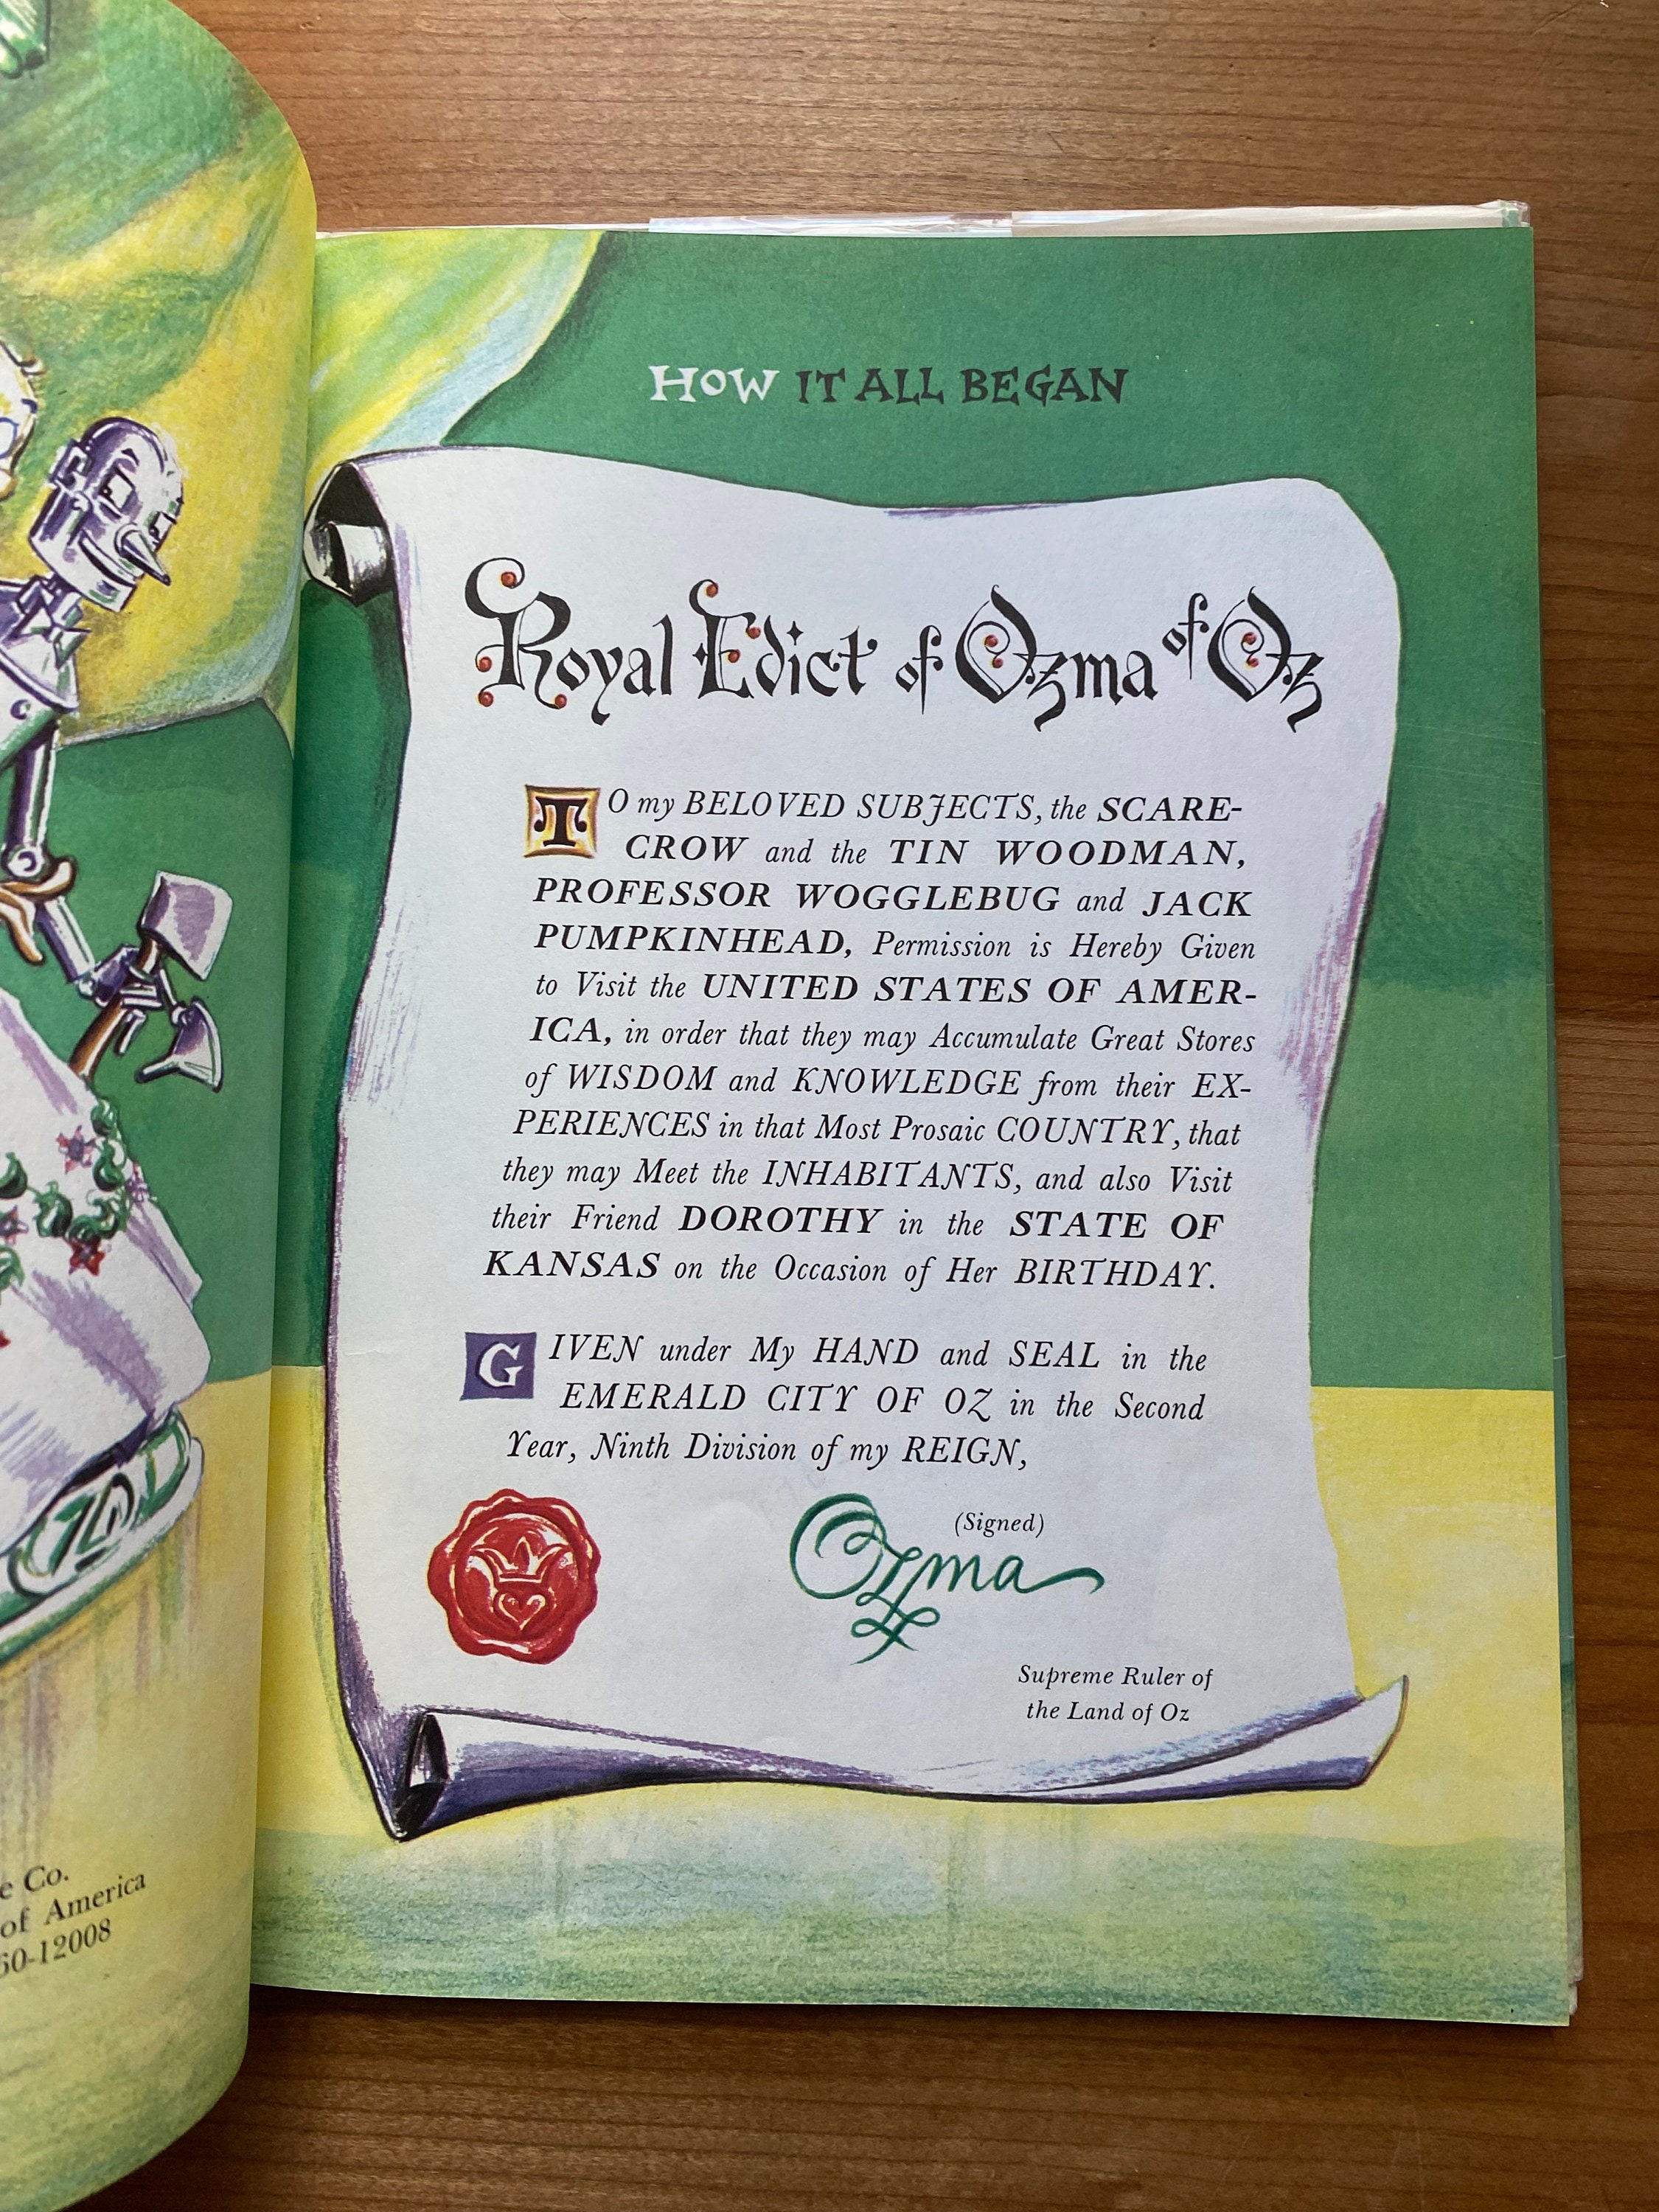 HOW IT ALL BEGAN
Royal Edict of Ozma of Oz
TO my BELOVED SUBJECTS, the SCARE-
CROW and the TIN WOODMAN,
PROFESSOR WOGGLEBUG and JACK
PUMPKINHEAD, Permission is Hereby Given
to Visit the UNITED STATES OF AMER-
ICA, in order that they may Accumulate Great Stores
of WISDOM and KNOWLEDGE from their EX-
PERIENCES in that Most Prosaic COUNTRY, that
they may Meet the INHABITANTS, and also Visit
their Friend DOROTHY in the STATE OF
KANSAS on the Occasion of Her BIRTHDAY.
GIVEN under My HAND and SEAL in the
EMERALD CITY OF OZ in the Second
Year, Ninth Division of my REIGN,
(Signed)
Ozma
Supreme Ruler of
the Land of Oz
Co.
of America
60-12008